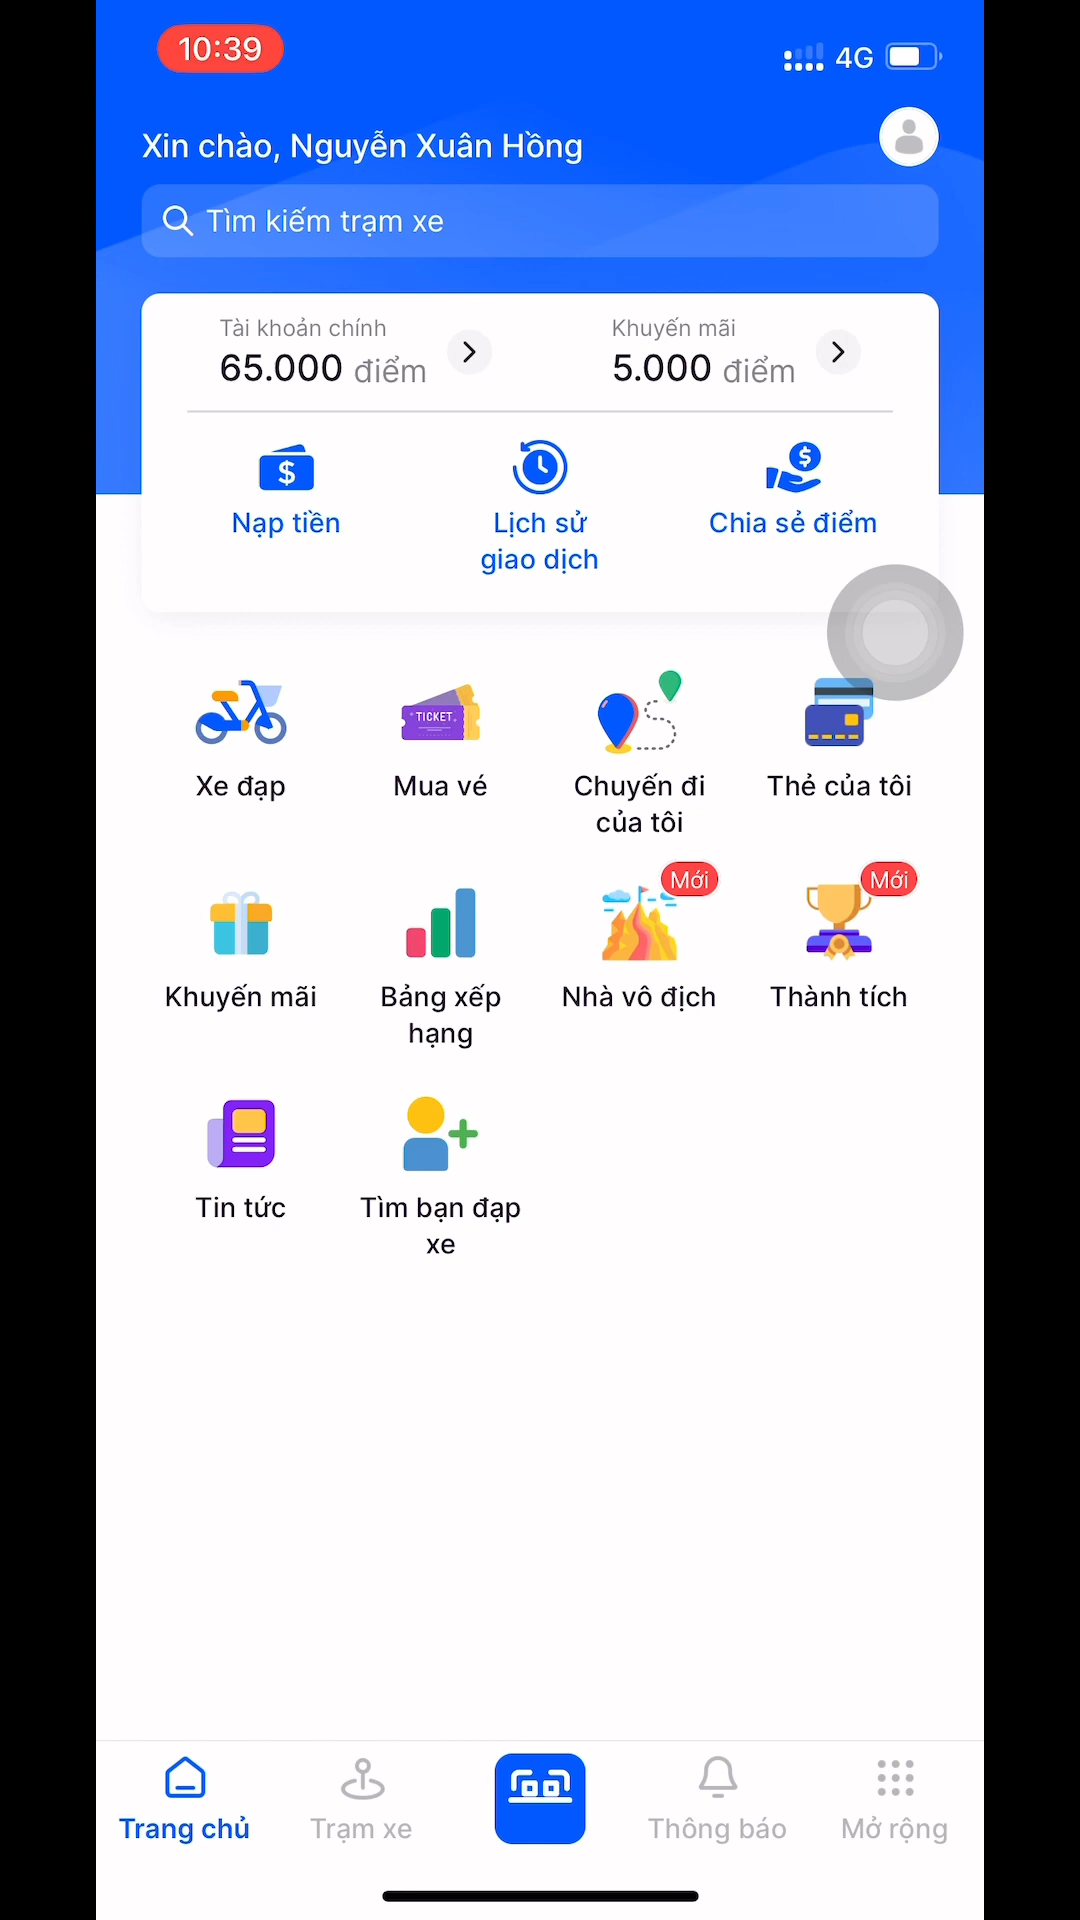 10:39
4G
Xin chào, Nguyễn Xuân Hồng
Tìm kiếm trạm xe
Tài khoản chính
65.000 điểm
Khuyến mãi
5.000 điểm
Nạp tiền
Lịch sử
giao dịch
Chia sẻ điểm
TICKET
Xe đạp
Mua vé
Chuyến đi
của tôi
Thẻ của tôi
Mới
Mới
Khuyến mãi
Bảng xếp
hạng
Nhà vô địch
Thành tích
Tin tức
Tìm bạn đạp
xe
Trang chủ
Trạm xe
Thông báo
Mở rộng